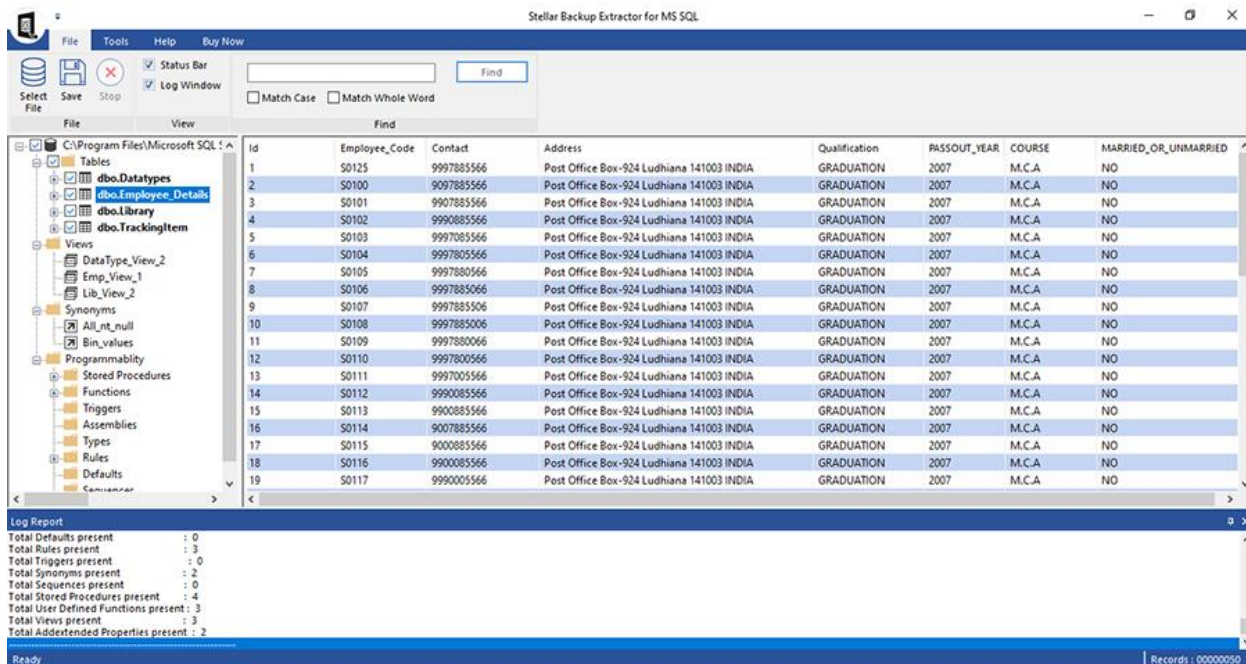 Stellar Backup Extractor for MS SQL
File Tools Help Buy Now
Select File
Save
Stop
Status Bar
Log Window
Find
Match Case Match Whole Word
File View Find
C:\Program Files\Microsoft SQL
Tables
dbo.Datatypes
dbo.Employee_Details
dbo.Library
dbo.TrackingItem
Views
DataType_View_2
Emp_View_1
Lib_View_2
Synonyms
All_nt_null
Bin_values
Programmablity
Stored Procedures
Functions
Triggers
Assemblies
Types
Rules
Defaults
Sequences
Id Employee_Code Contact Address Qualification PASSOUT_YEAR COURSE MARRIED_OR_UNMARRIED
1 S0125 9997885566 Post Office Box-924 Ludhiana 141003 INDIA GRADUATION 2007 M.C.A NO
2 S0100 9097885566 Post Office Box-924 Ludhiana 141003 INDIA GRADUATION 2007 M.C.A NO
3 S0101 9907885566 Post Office Box-924 Ludhiana 141003 INDIA GRADUATION 2007 M.C.A NO
4 S0102 9990885566 Post Office Box-924 Ludhiana 141003 INDIA GRADUATION 2007 M.C.A NO
5 S0103 9997085566 Post Office Box-924 Ludhiana 141003 INDIA GRADUATION 2007 M.C.A NO
6 S0104 9997805566 Post Office Box-924 Ludhiana 141003 INDIA GRADUATION 2007 M.C.A NO
7 S0105 9997880566 Post Office Box-924 Ludhiana 141003 INDIA GRADUATION 2007 M.C.A NO
8 S0106 9997885066 Post Office Box-924 Ludhiana 141003 INDIA GRADUATION 2007 M.C.A NO
9 S0107 9997885506 Post Office Box-924 Ludhiana 141003 INDIA GRADUATION 2007 M.C.A NO
10 S0108 9997885006 Post Office Box-924 Ludhiana 141003 INDIA GRADUATION 2007 M.C.A NO
11 S0109 9997880066 Post Office Box-924 Ludhiana 141003 INDIA GRADUATION 2007 M.C.A NO
12 S0110 9997800566 Post Office Box-924 Ludhiana 141003 INDIA GRADUATION 2007 M.C.A NO
13 S0111 9997005566 Post Office Box-924 Ludhiana 141003 INDIA GRADUATION 2007 M.C.A NO
14 S0112 9990085566 Post Office Box-924 Ludhiana 141003 INDIA GRADUATION 2007 M.C.A NO
15 S0113 9900885566 Post Office Box-924 Ludhiana 141003 INDIA GRADUATION 2007 M.C.A NO
16 S0114 9007885566 Post Office Box-924 Ludhiana 141003 INDIA GRADUATION 2007 M.C.A NO
17 S0115 9000885566 Post Office Box-924 Ludhiana 141003 INDIA GRADUATION 2007 M.C.A NO
18 S0116 9900085566 Post Office Box-924 Ludhiana 141003 INDIA GRADUATION 2007 M.C.A NO
19 S0117 9990005566 Post Office Box-924 Ludhiana 141003 INDIA GRADUATION 2007 M.C.A NO
Log Report
Total Defaults present : 0
Total Rules present : 3
Total Triggers present : 0
Total Synonyms present : 2
Total Sequences present : 0
Total Stored Procedures present : 4
Total User Defined Functions present : 3
Total Views present : 3
Total Addextended Properties present : 2
Ready Records : 00000050